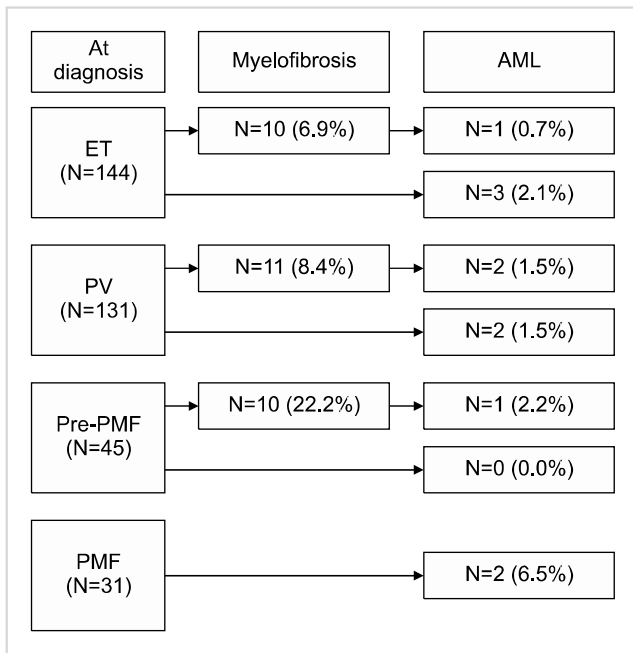 At
diagnosis
Myelofibrosis
AML
ET
(N=144)
N=10 (6.9%)
N=1 (0.7%)
N=3 (2.1%)
PV
(N=131)
N=11 (8.4%)
N=2 (1.5%)
N=2 (1.5%)
Pre-PMF
(N=45)
N=10 (22.2%)
N=1 (2.2%)
N=0 (0.0%)
PMF
(N=31)
N=2 (6.5%)